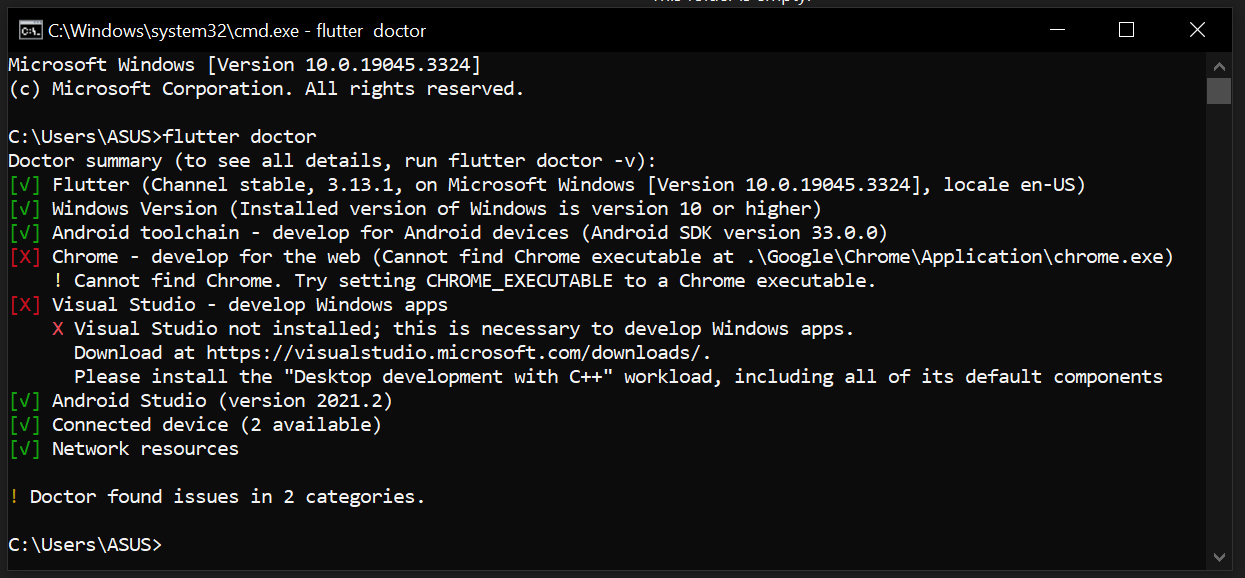 This folder is empty.
C:\Windows\system32\cmd.exe - flutter  doctor
Microsoft Windows [Version 10.0.19045.3324]
(c) Microsoft Corporation. All rights reserved.
C:\Users\ASUS>flutter doctor
Doctor summary (to see all details, run flutter doctor -v):
[√] Flutter (Channel stable, 3.13.1, on Microsoft Windows [Version 10.0.19045.3324], locale en-US)
[√] Windows Version (Installed version of Windows is version 10 or higher)
[√] Android toolchain - develop for Android devices (Android SDK version 33.0.0)
[X] Chrome - develop for the web (Cannot find Chrome executable at .\Google\Chrome\Application\chrome.exe)
    ! Cannot find Chrome. Try setting CHROME_EXECUTABLE to a Chrome executable.
[X] Visual Studio - develop Windows apps
    X Visual Studio not installed; this is necessary to develop Windows apps.
      Download at https://visualstudio.microsoft.com/downloads/.
      Please install the "Desktop development with C++" workload, including all of its default components
[√] Android Studio (version 2021.2)
[√] Connected device (2 available)
[√] Network resources
! Doctor found issues in 2 categories.
C:\Users\ASUS>